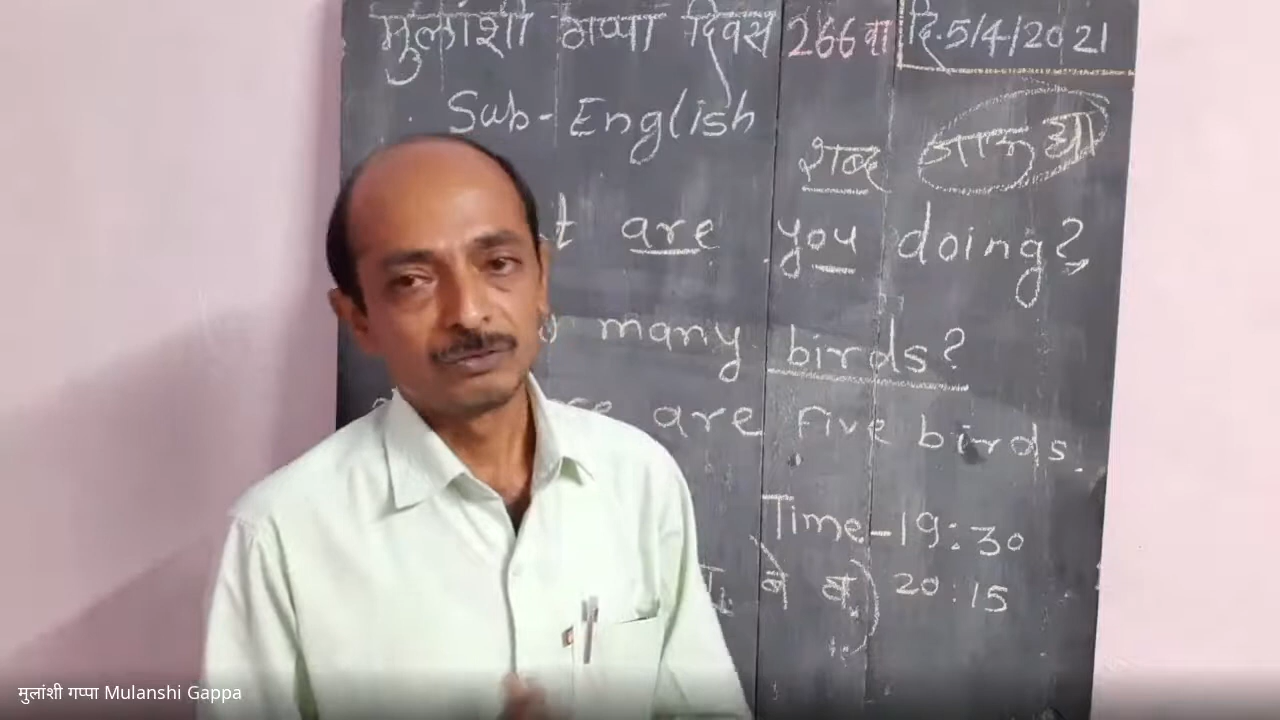 मुलांशी गप्पा दिवस 266 वा दि.5/4/2021
Sub-English
शब्द जाऊ द्या
are you doing?
many birds?
are Five birds.
Time-19:30
20:15
मुलांशी गप्पा Mulanshi Gappa